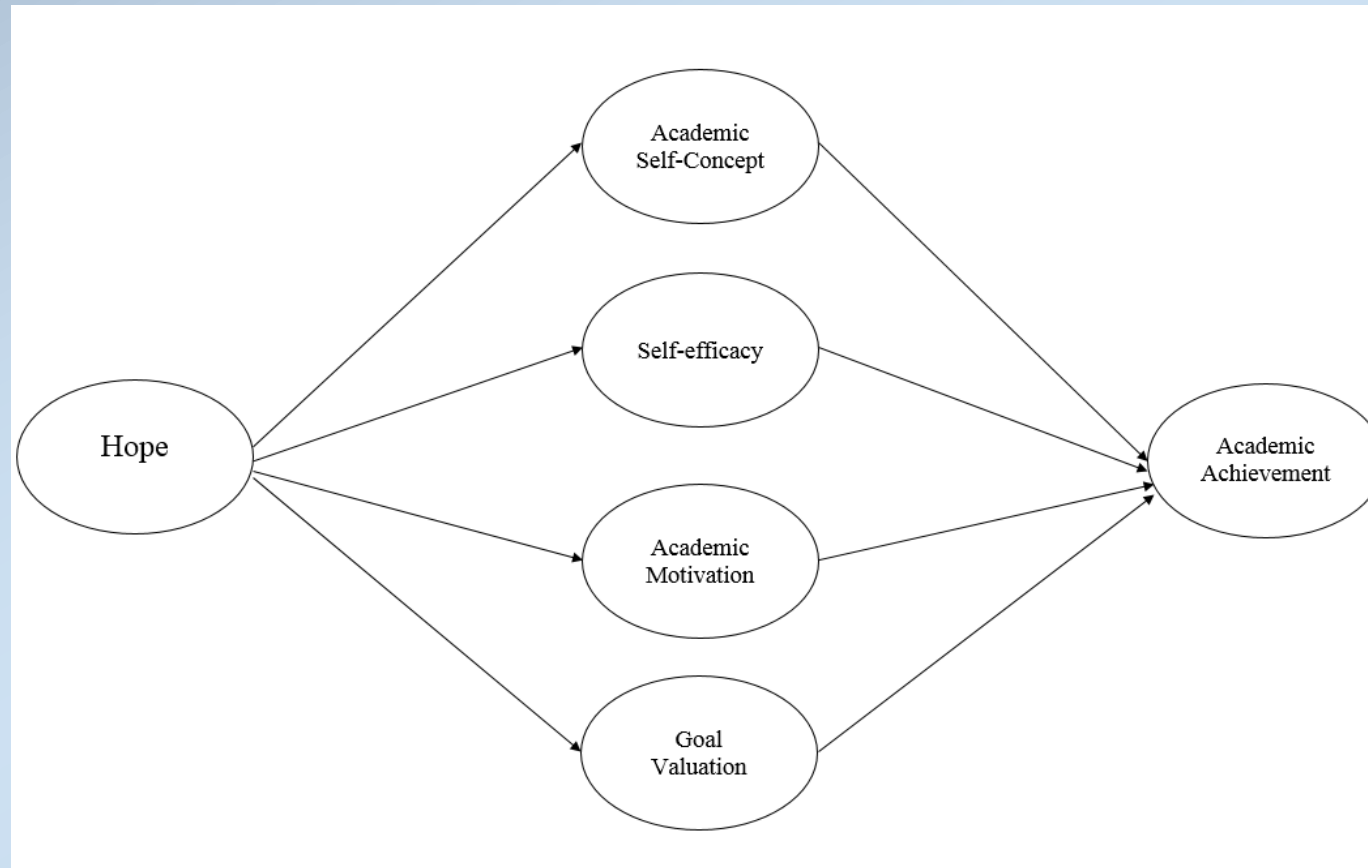 Academic
Self-Concept
Self-efficacy
Hope
Academic
Achievement
Academic
Motivation
Goal
Valuation